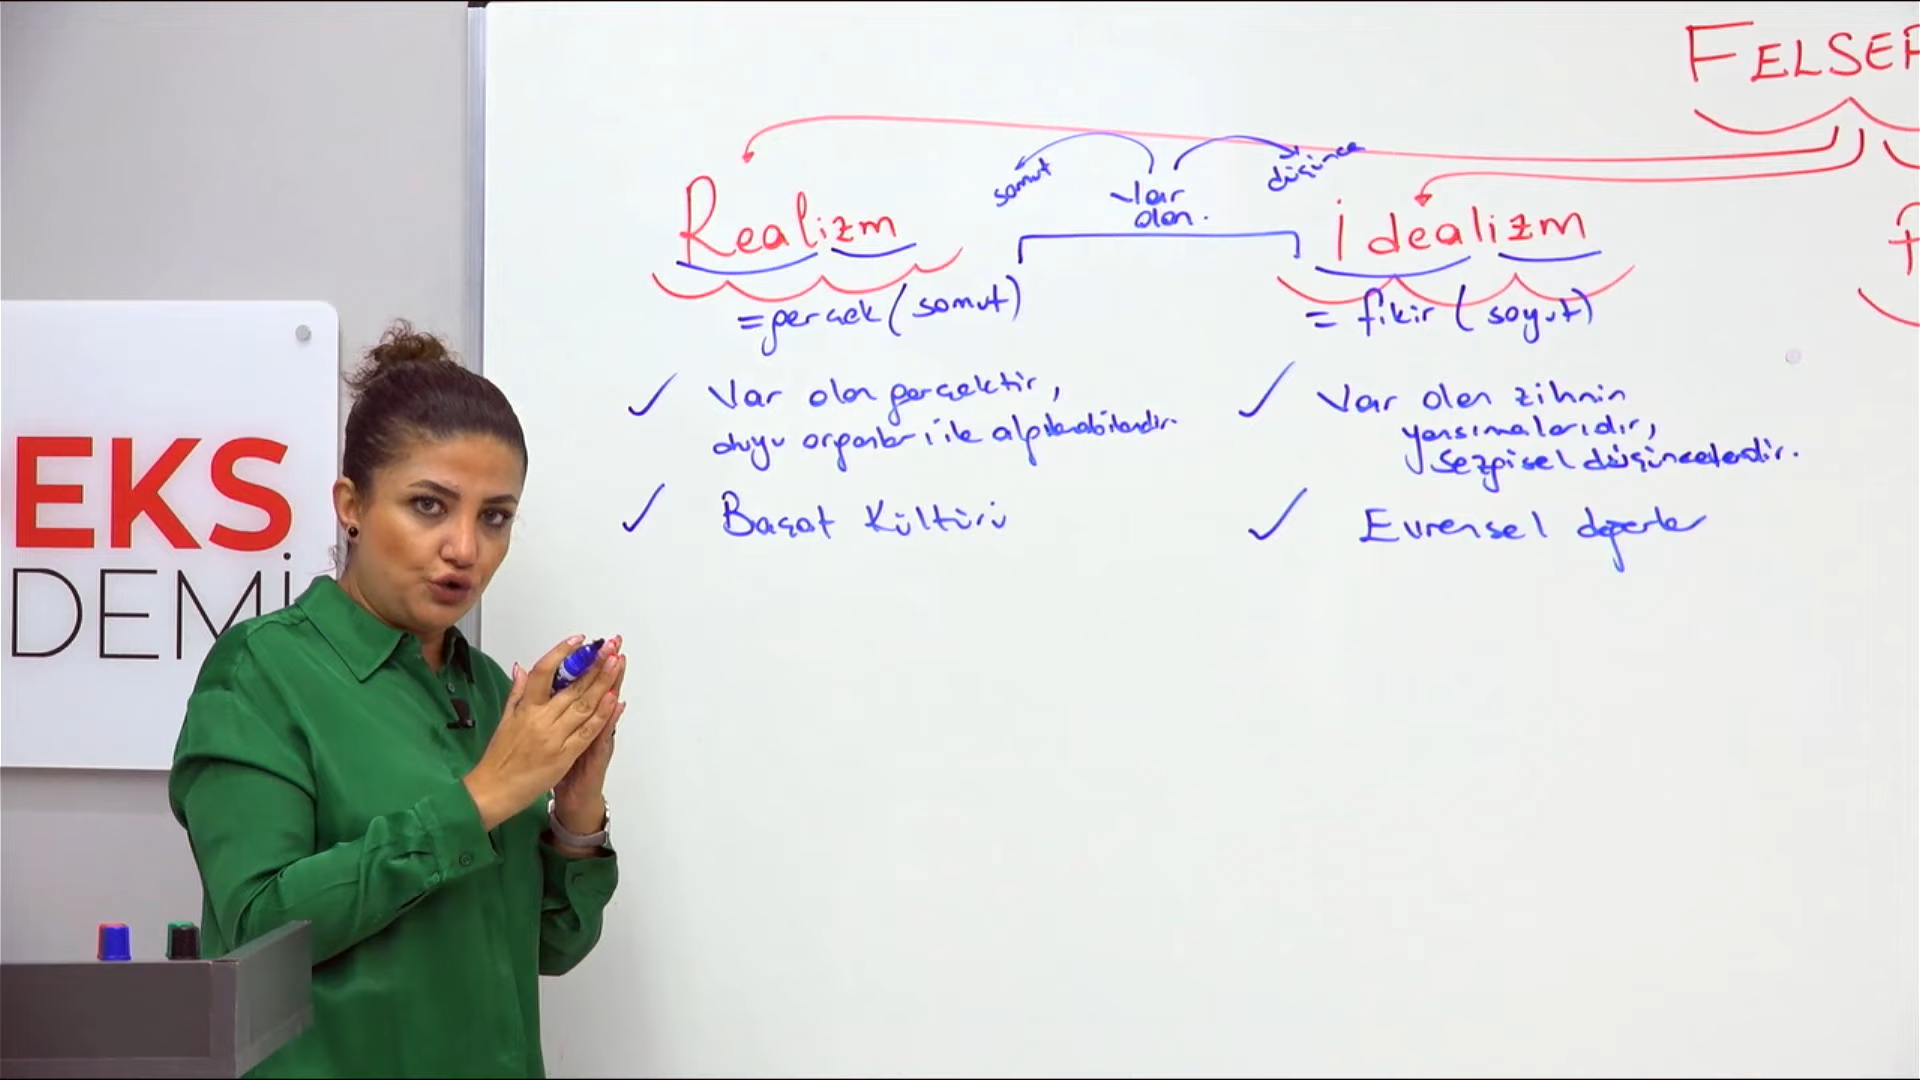 FELSEF
somut
Var
olan.
düşünce
Realizm
İdealizm
f
= gerçek (somut)
= fikir (soyut)
✓ Var olan gerçektir,
duyu organları ile algılanabilendir.
✓ Var olan zihnin
yansımalarıdır,
Sezgisel düşüncelerdir.
✓ Başat Kültürü
✓ Evrensel değerler
EKS
DEMİ